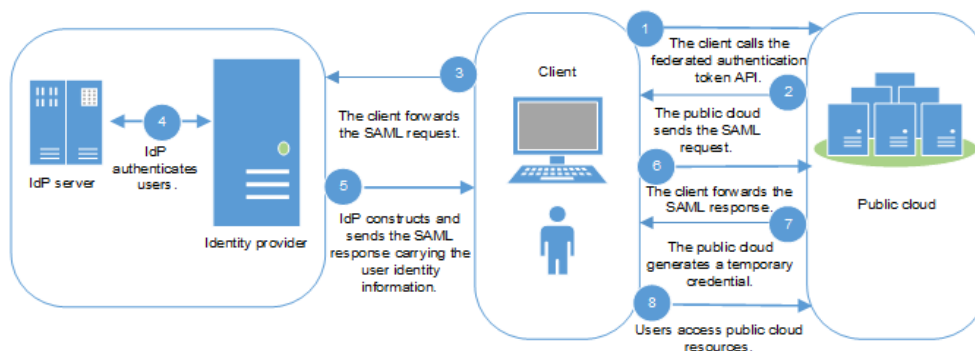 1
The client calls the
federated authentication
token API.
2
The public cloud
sends the SAML
request.
3
Client
The client forwards
the SAML request.
4
IdP
authenticates
users.
IdP server
Identity provider
5
IdP constructs and
sends the SAML
response carrying the
user identity
information.
6
The client forwards the
SAML response.
Public cloud
7
The public cloud
generates a temporary
credential.
8
Users access public cloud
resources.